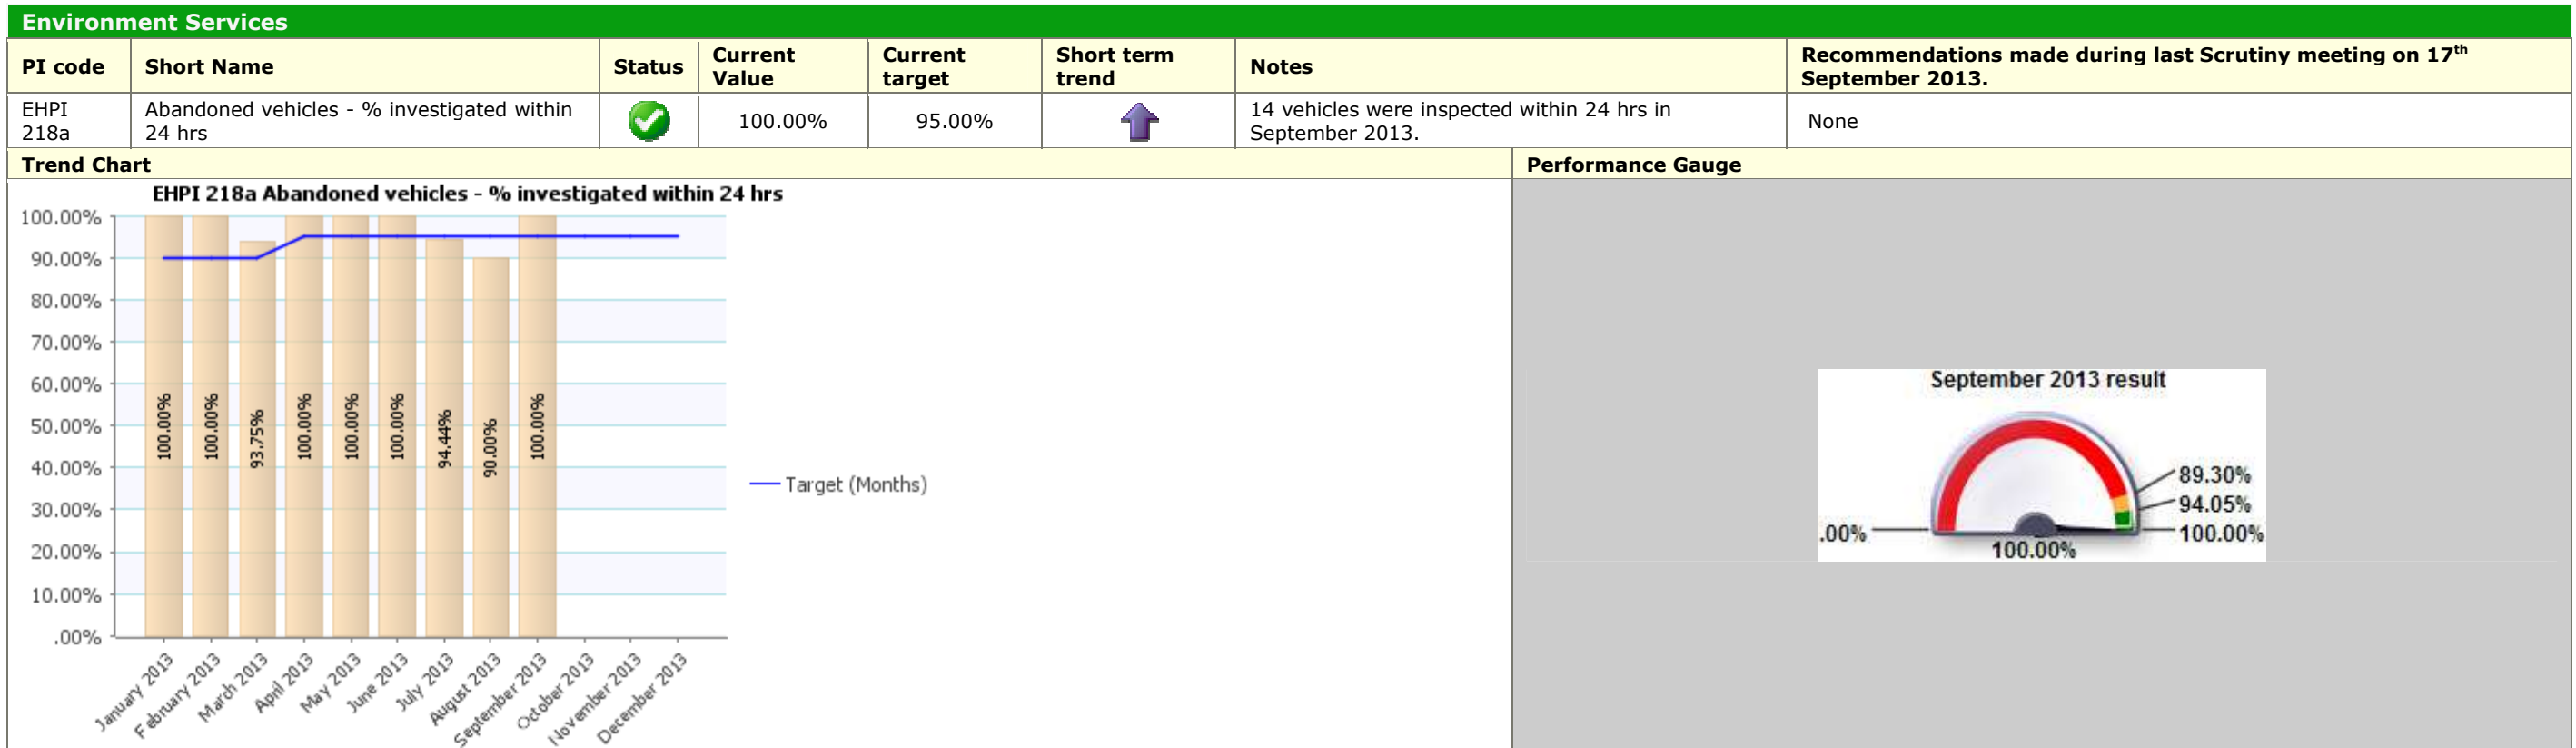 Environment Services
PI code
Short Name
Status
Current
Value
Current
target
Short term
trend
Notes
Recommendations made during last Scrutiny meeting on 17th
September 2013.
EHPI
218a
Abandoned vehicles - % investigated within
24 hrs
100.00%
95.00%
14 vehicles were inspected within 24 hrs in
September 2013.
None
Trend Chart
Performance Gauge
EHPI 218a Abandoned vehicles - % investigated within 24 hrs
100.00%
90.00%
80.00%
70.00%
60.00%
50.00%
40.00%
30.00%
20.00%
10.00%
.00%
100.00%
100.00%
93.75%
100.00%
100.00%
100.00%
94.44%
90.00%
100.00%
January 2013
February 2013
March 2013
April 2013
May 2013
June 2013
July 2013
August 2013
September 2013
October 2013
November 2013
December 2013
Target (Months)
September 2013 result
89.30%
94.05%
.00%
100.00%
100.00%